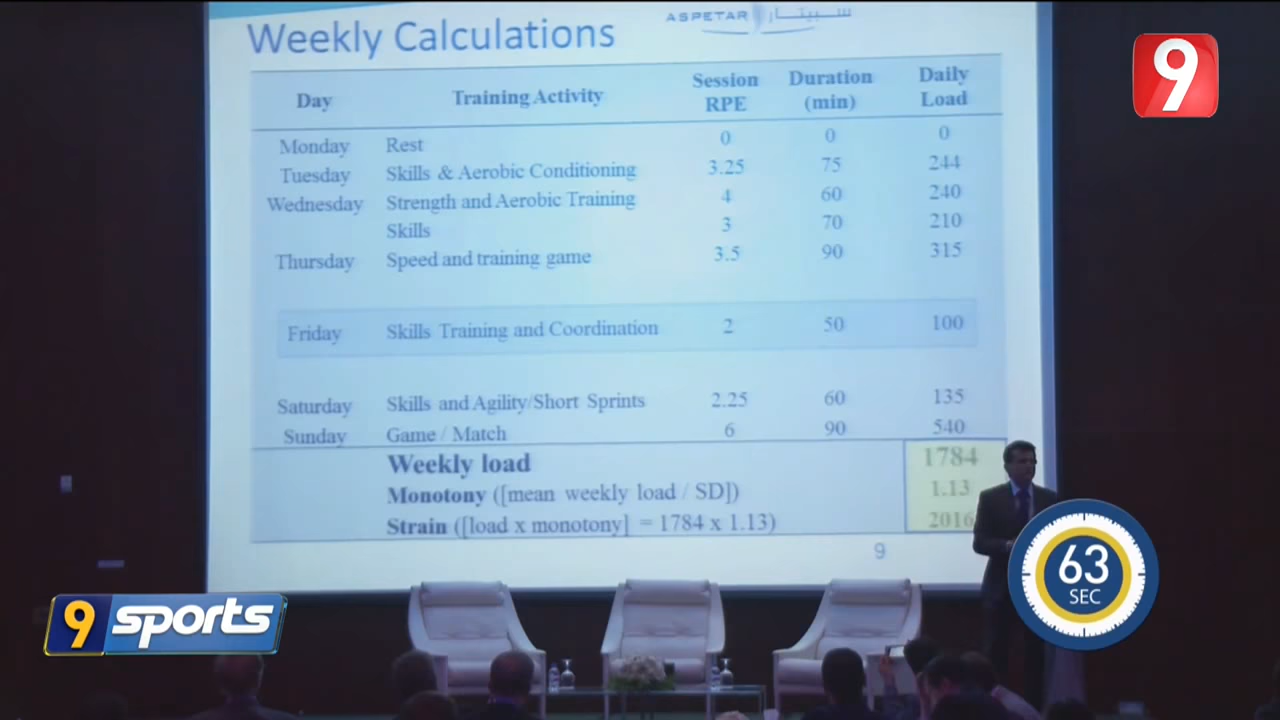 Weekly Calculations
ASPETAR سبيتار
Day Training Activity Session RPE Duration (min) Daily Load
Monday Rest 0 0 0
Tuesday Skills & Aerobic Conditioning 3.25 75 244
Wednesday Strength and Aerobic Training 4 60 240
Skills 3 70 210
Thursday Speed and training game 3.5 90 315
Friday Skills Training and Coordination 2 50 100
Saturday Skills and Agility/Short Sprints 2.25 60 135
Sunday Game / Match 6 90 540
Weekly load 1784
Monotony ([mean weekly load / SD]) 1.13
Strain ([load x monotony] = 1784 x 1.13) 2016
9
9
9 sports
63
SEC